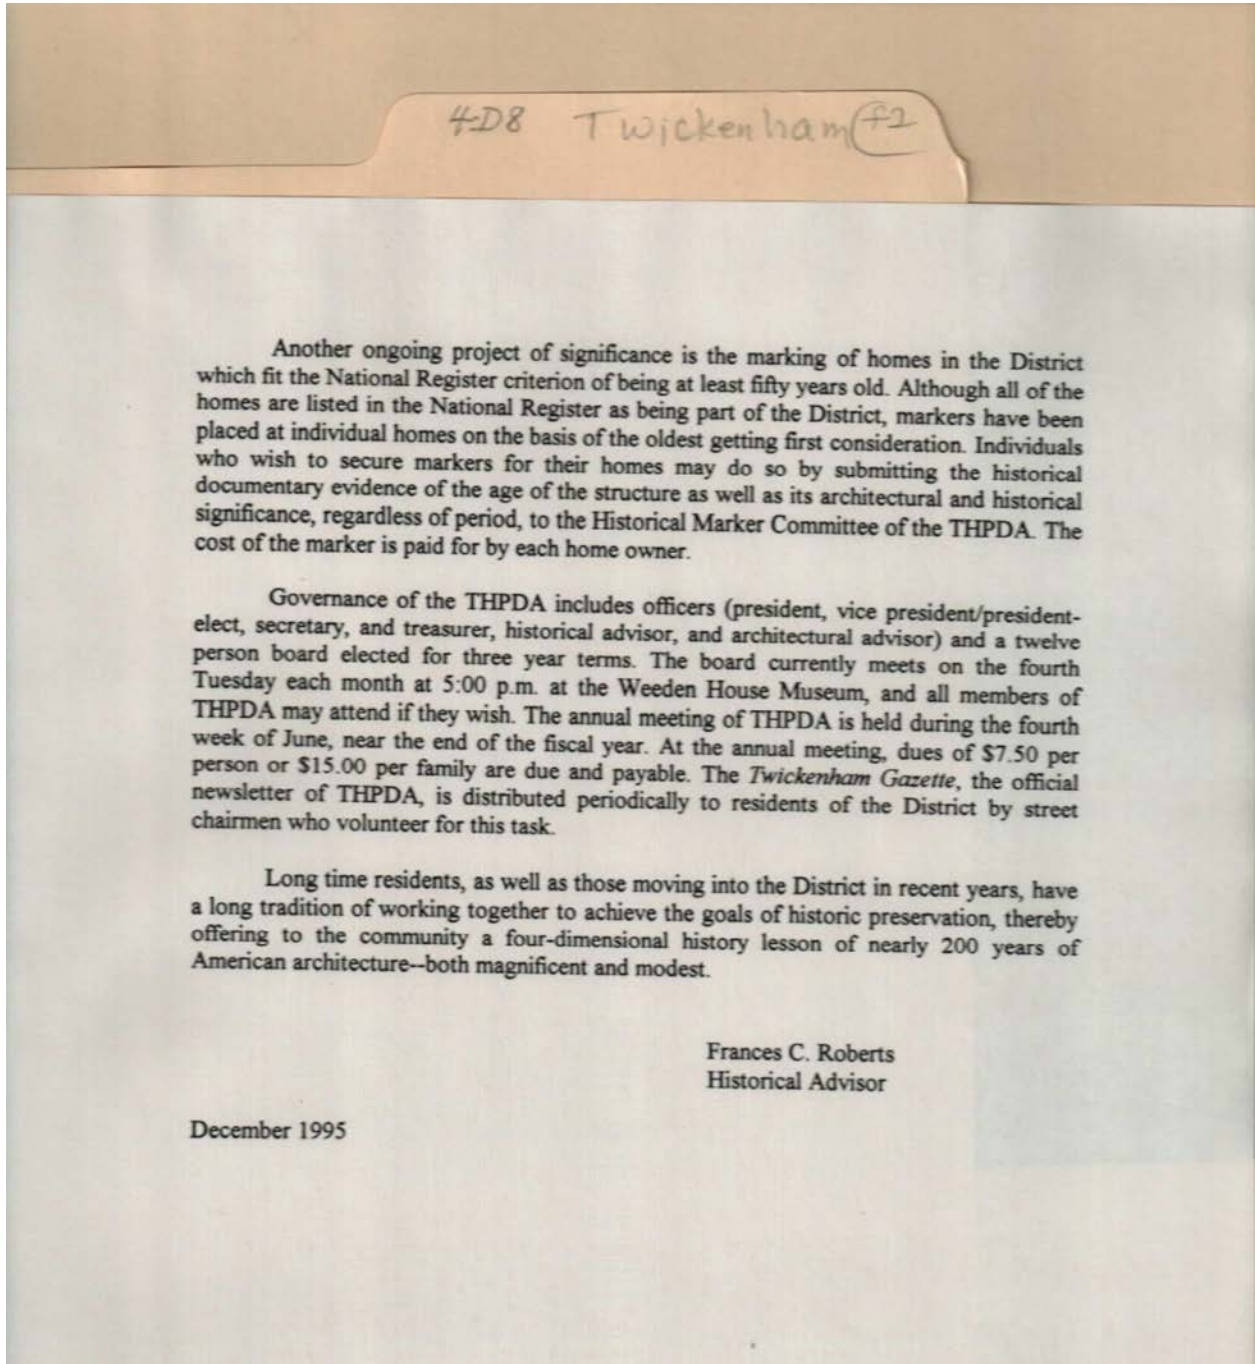 4-D8 Twickenham f2
Another ongoing project of significance is the marking of homes in the District
which fit the National Register criterion of being at least fifty years old. Although all of the
homes are listed in the National Register as being part of the District, markers have been
placed at individual homes on the basis of the oldest getting first consideration. Individuals
who wish to secure markers for their homes may do so by submitting the historical
documentary evidence of the age of the structure as well as its architectural and historical
significance, regardless of period, to the Historical Marker Committee of the THPDA. The
cost of the marker is paid for by each home owner.
Governance of the THPDA includes officers (president, vice president/president-
elect, secretary, and treasurer, historical advisor, and architectural advisor) and a twelve
person board elected for three year terms. The board currently meets on the fourth
Tuesday each month at 5:00 p.m. at the Weeden House Museum, and all members of
THPDA may attend if they wish. The annual meeting of THPDA is held during the fourth
week of June, near the end of the fiscal year. At the annual meeting, dues of $7.50 per
person or $15.00 per family are due and payable. The Twickenham Gazette, the official
newsletter of THPDA, is distributed periodically to residents of the District by street
chairmen who volunteer for this task.
Long time residents, as well as those moving into the District in recent years, have
a long tradition of working together to achieve the goals of historic preservation, thereby
offering to the community a four-dimensional history lesson of nearly 200 years of
American architecture--both magnificent and modest.
Frances C. Roberts
Historical Advisor
December 1995